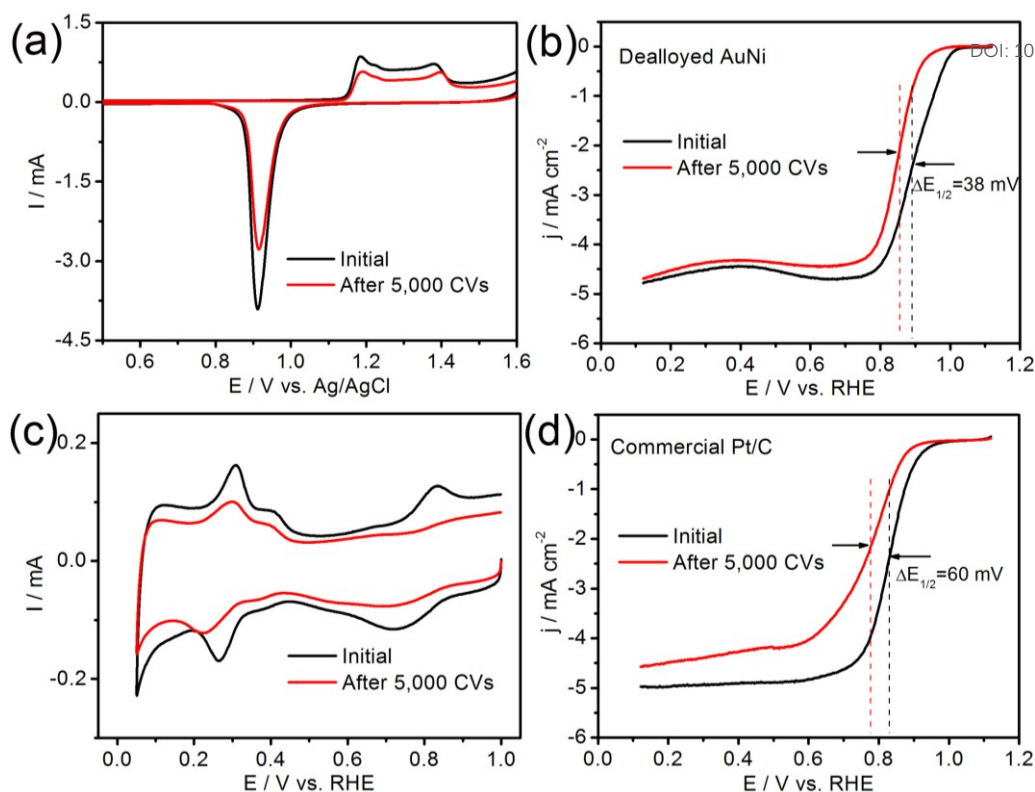 (a)
1.5
0.0
-1.5
-3.0
-4.5
I / mA
Initial
After 5,000 CVs
0.6 0.8 1.0 1.2 1.4 1.6
E / V vs. Ag/AgCl
(b)
Dealloyed AuNi
DOI: 10
0
-1
-2
-3
-4
-5
-6
j / mA cm-2
Initial
After 5,000 CVs
ΔE1/2=38 mV
0.0 0.2 0.4 0.6 0.8 1.0 1.2
E / V vs. RHE
(c)
0.2
0.0
-0.2
I / mA
Initial
After 5,000 CVs
0.0 0.2 0.4 0.6 0.8 1.0
E / V vs. RHE
(d)
Commercial Pt/C
0
-1
-2
-3
-4
-5
-6
j / mA cm-2
Initial
After 5,000 CVs
ΔE1/2=60 mV
0.0 0.2 0.4 0.6 0.8 1.0 1.2
E / V vs. RHE